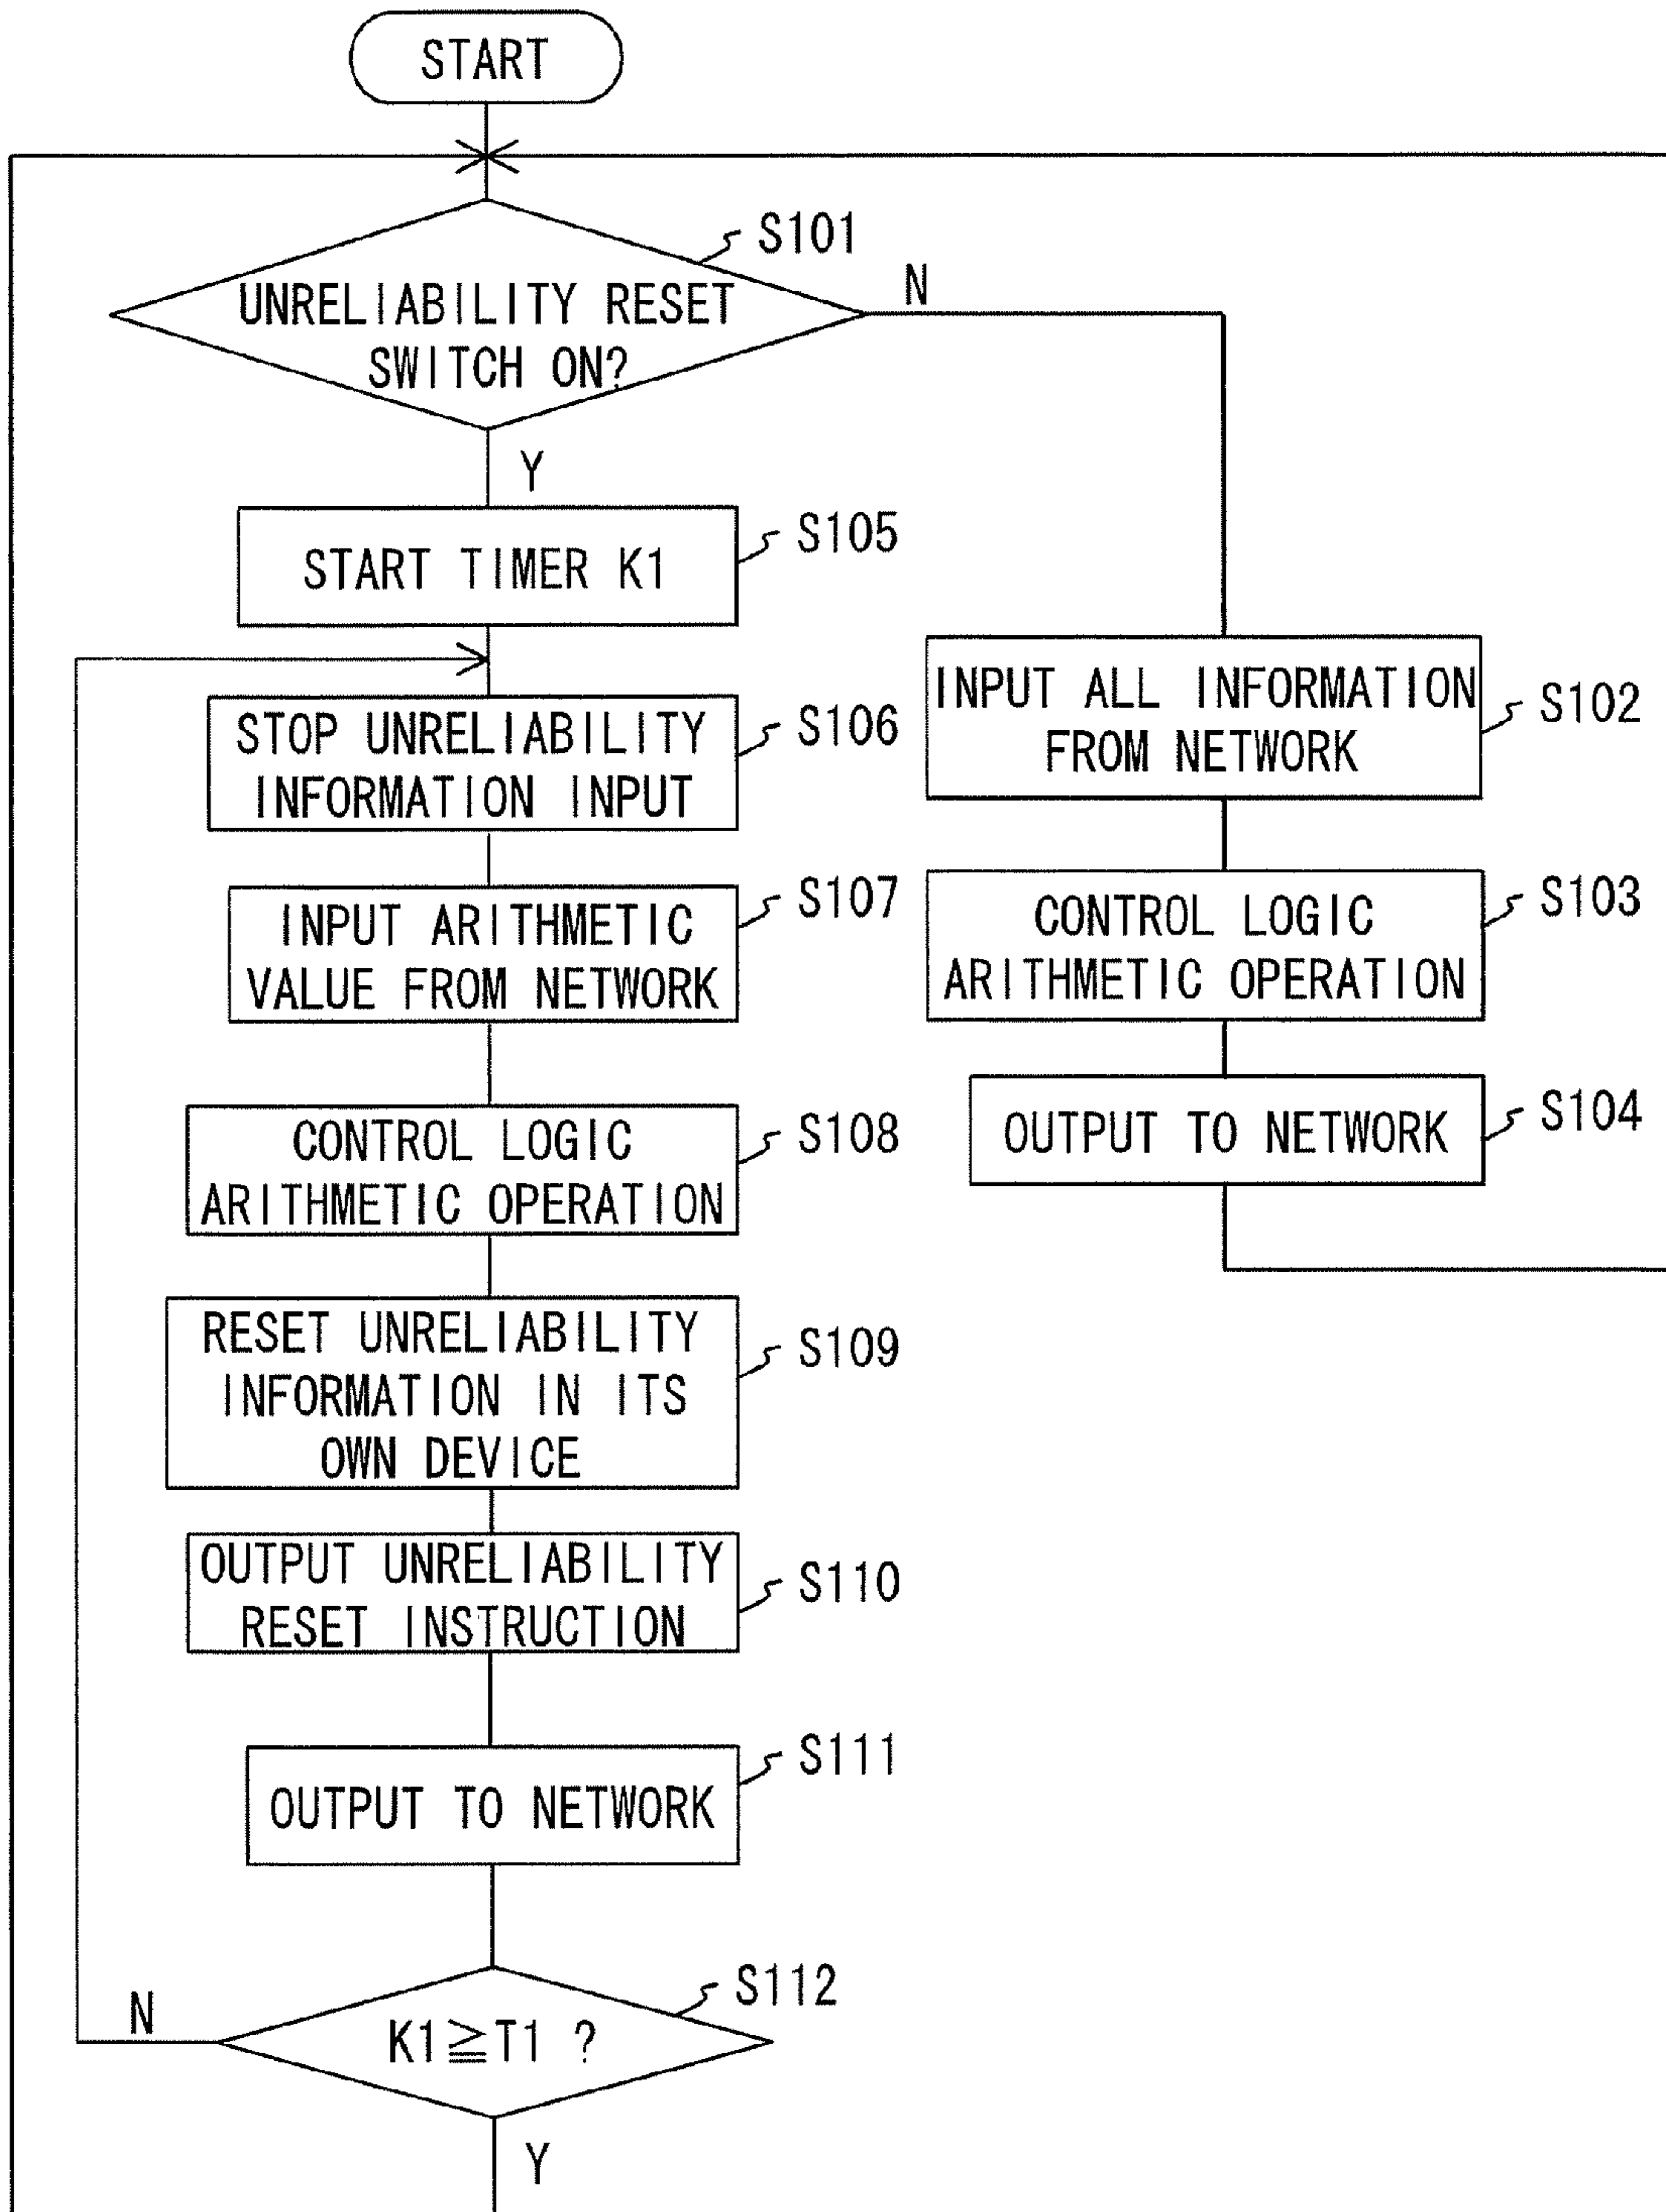 START
S101
UNRELIABILITY RESET
SWITCH ON?
N
Y
START TIMER K1
S105
STOP UNRELIABILITY
INFORMATION INPUT
S106
INPUT ARITHMETIC
VALUE FROM NETWORK
S107
CONTROL LOGIC
ARITHMETIC OPERATION
S108
RESET UNRELIABILITY
INFORMATION IN ITS
OWN DEVICE
S109
OUTPUT UNRELIABILITY
RESET INSTRUCTION
S110
OUTPUT TO NETWORK
S111
K1≧T1 ?
S112
N
Y
INPUT ALL INFORMATION
FROM NETWORK
S102
CONTROL LOGIC
ARITHMETIC OPERATION
S103
OUTPUT TO NETWORK
S104